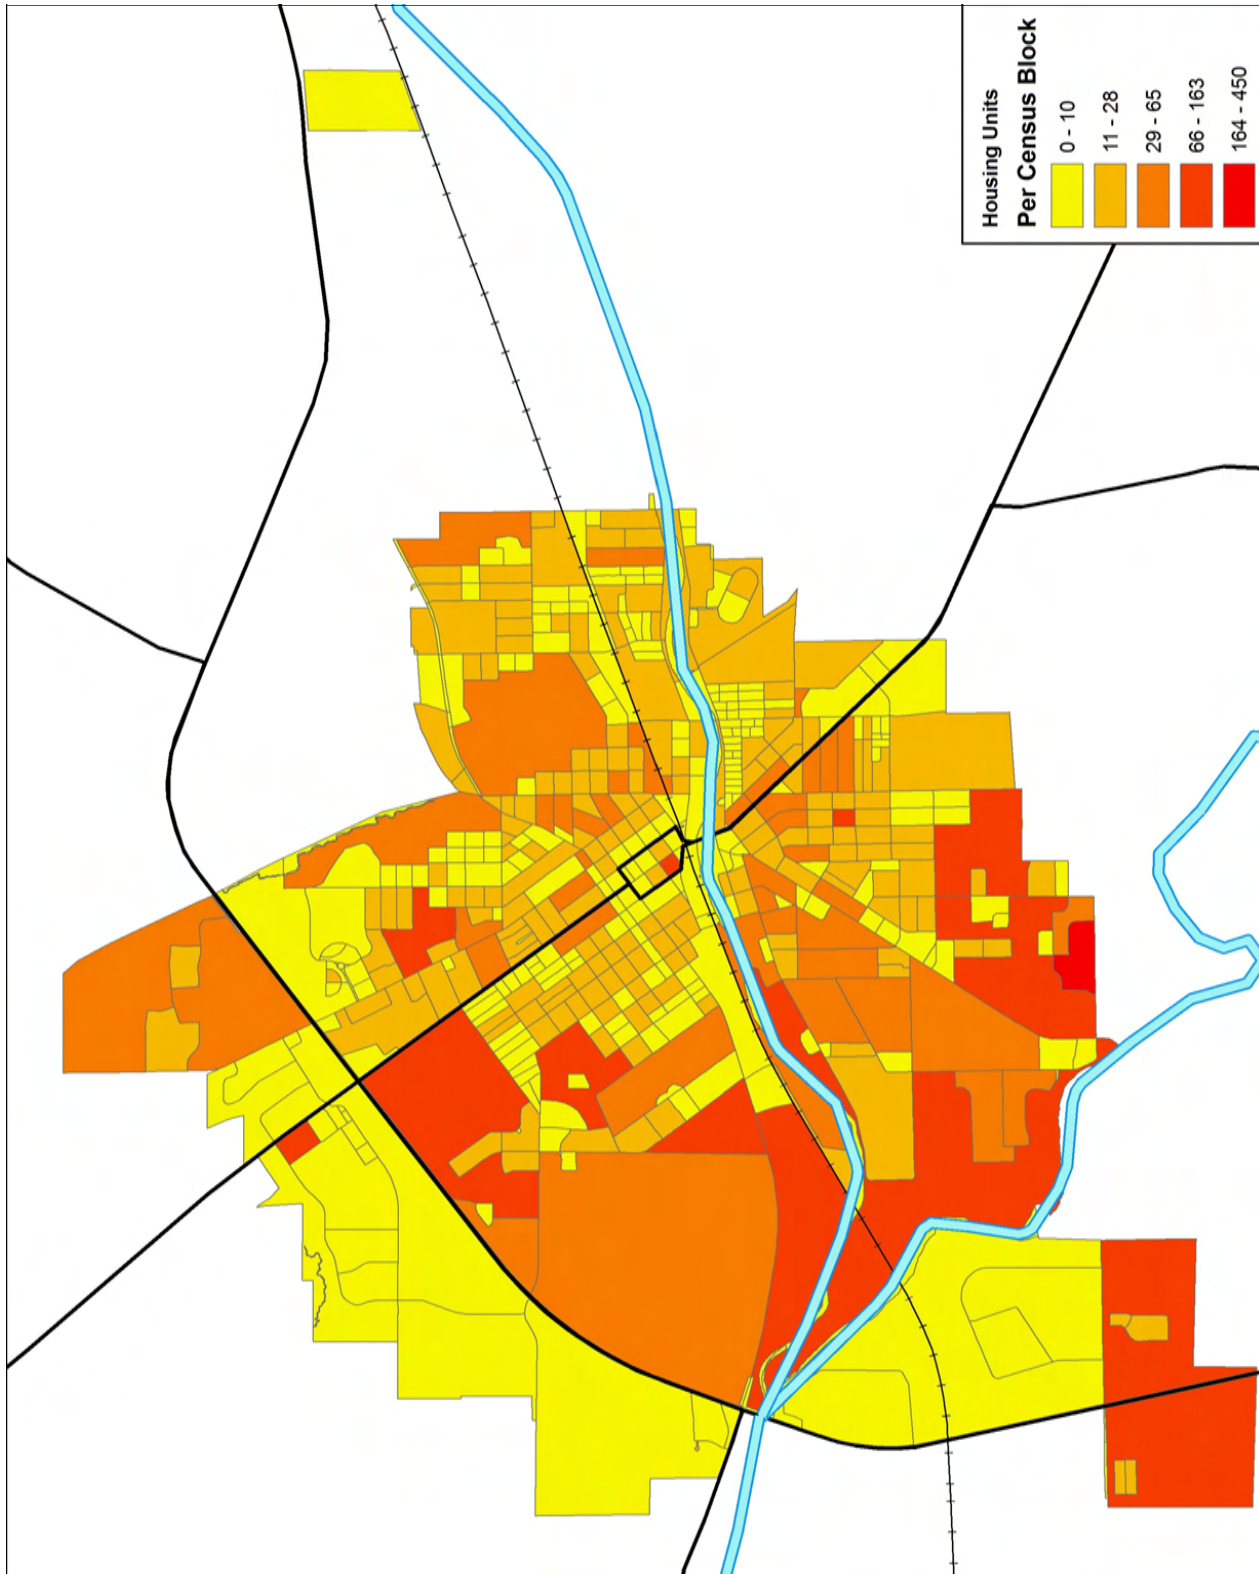 Housing Units
Per Census Block
0 - 10
11 - 28
29 - 65
66 - 163
164 - 450